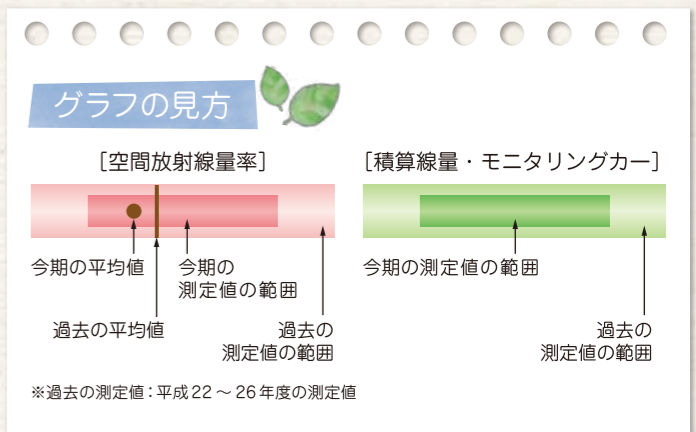 グラフの見方
［空間放射線量率］
［積算線量・モニタリングカー］
今期の平均値
今期の
測定値の範囲
過去の平均値
過去の
測定値の範囲
今期の測定値の範囲
過去の
測定値の範囲
※過去の測定値：平成22～26年度の測定値